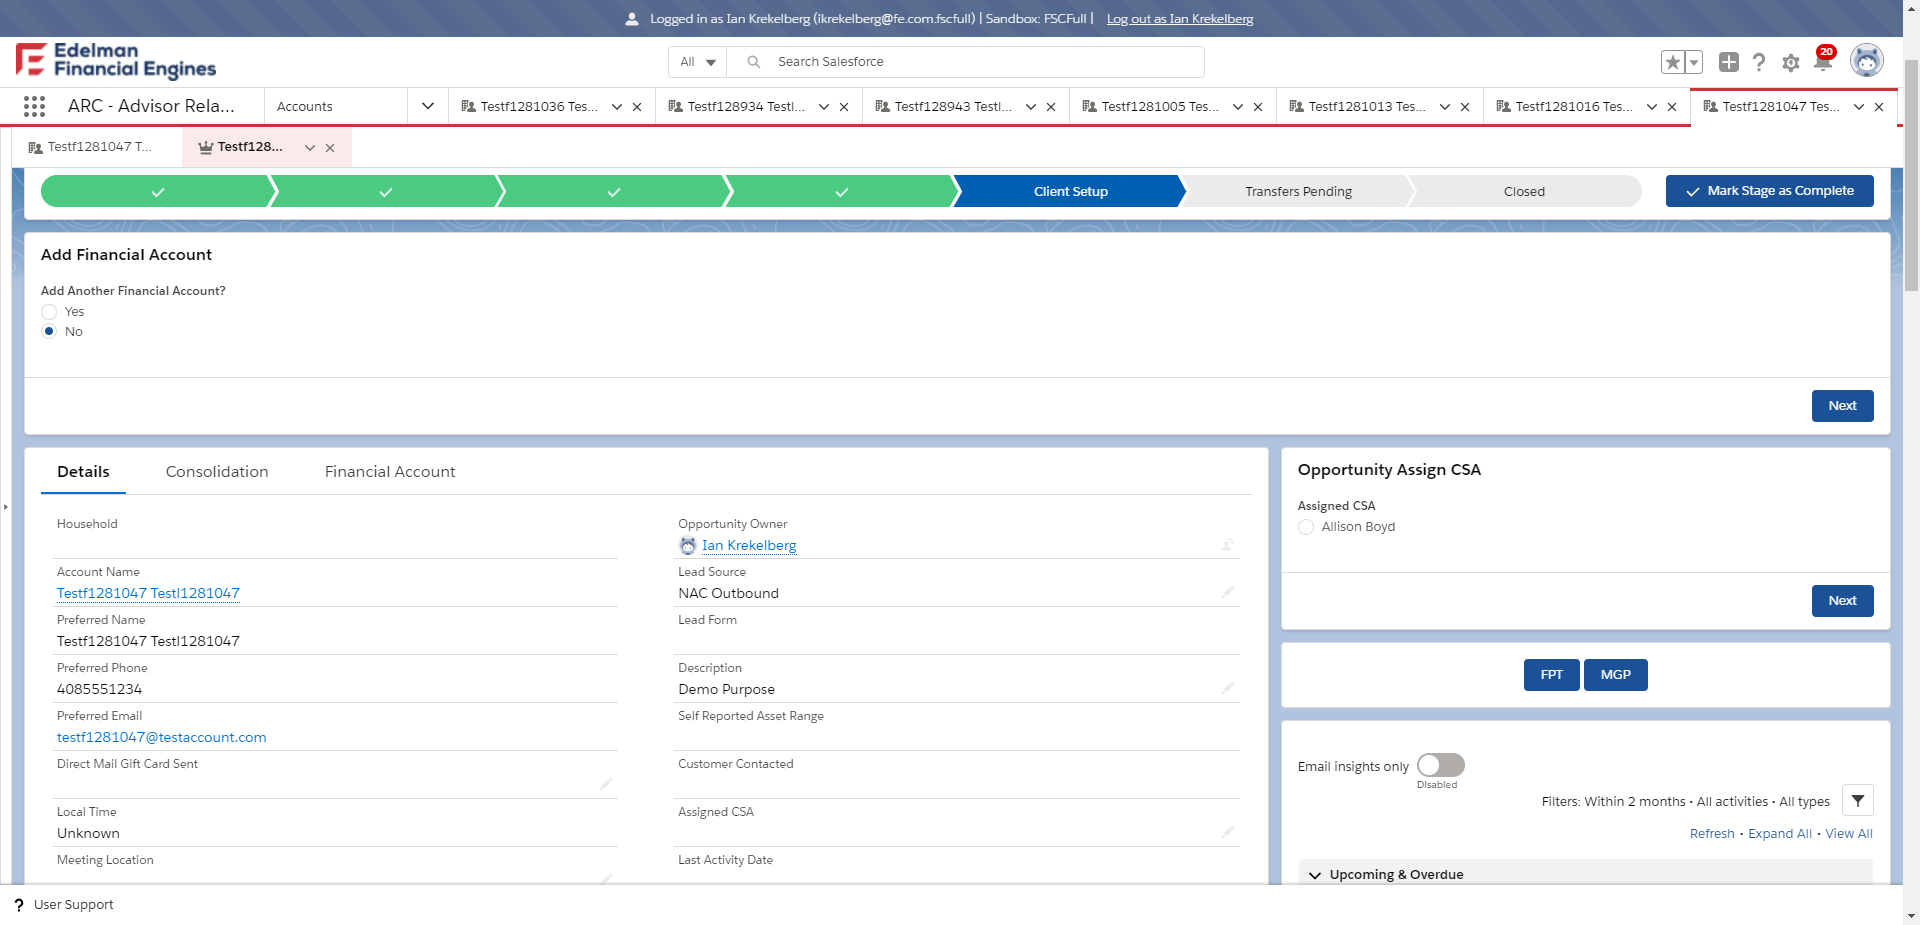 Logged in as Ian Krekelberg (ikrekelberg@fe.com.fscfull) | Sandbox: FSCFull | Log out as Ian Krekelberg
Edelman
Financial Engines
All
Search Salesforce
20
ARC - Advisor Rela...
Accounts
Testf1281036 Tes...
Testf128934 Testl...
Testf128943 Testl...
Testf1281005 Tes...
Testf1281013 Tes...
Testf1281016 Tes...
Testf1281047 Tes...
Testf1281047 T...
Testf128...
Client Setup
Transfers Pending
Closed
Mark Stage as Complete
Add Financial Account
Add Another Financial Account?
Yes
No
Next
Details
Consolidation
Financial Account
Household
Account Name
Testf1281047 Testl1281047
Preferred Name
Testf1281047 Testl1281047
Preferred Phone
4085551234
Preferred Email
testf1281047@testaccount.com
Direct Mail Gift Card Sent
Local Time
Unknown
Meeting Location
Opportunity Owner
Ian Krekelberg
Lead Source
NAC Outbound
Lead Form
Description
Demo Purpose
Self Reported Asset Range
Customer Contacted
Assigned CSA
Last Activity Date
Opportunity Assign CSA
Assigned CSA
Allison Boyd
Next
FPT
MGP
Email insights only
Disabled
Filters: Within 2 months • All activities • All types
Refresh • Expand All • View All
Upcoming & Overdue
? User Support